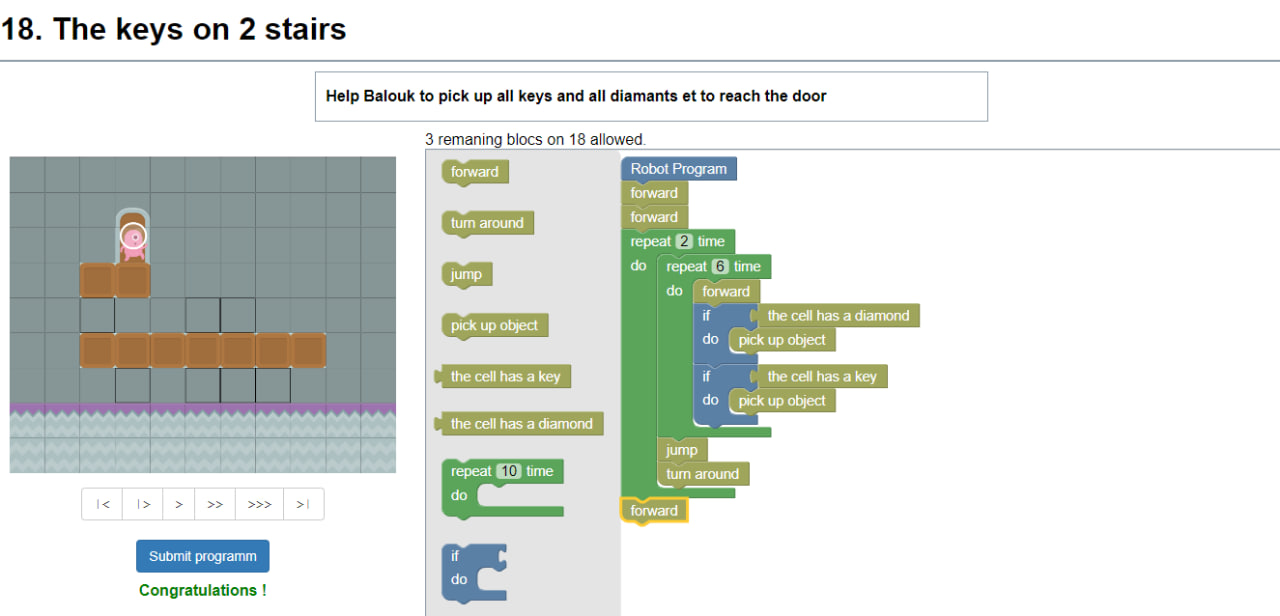 18. The keys on 2 stairs
Help Balouk to pick up all keys and all diamants et to reach the door
3 remaning blocs on 18 allowed.
forward
turn around
jump
pick up object
the cell has a key
the cell has a diamond
repeat 10 time
do
if
do
Robot Program
forward
forward
repeat 2 time
do repeat 6 time
do forward
if the cell has a diamond
do pick up object
if the cell has a key
do pick up object
jump
turn around
forward
|< |> > >> >>> >|
Submit programm
Congratulations !